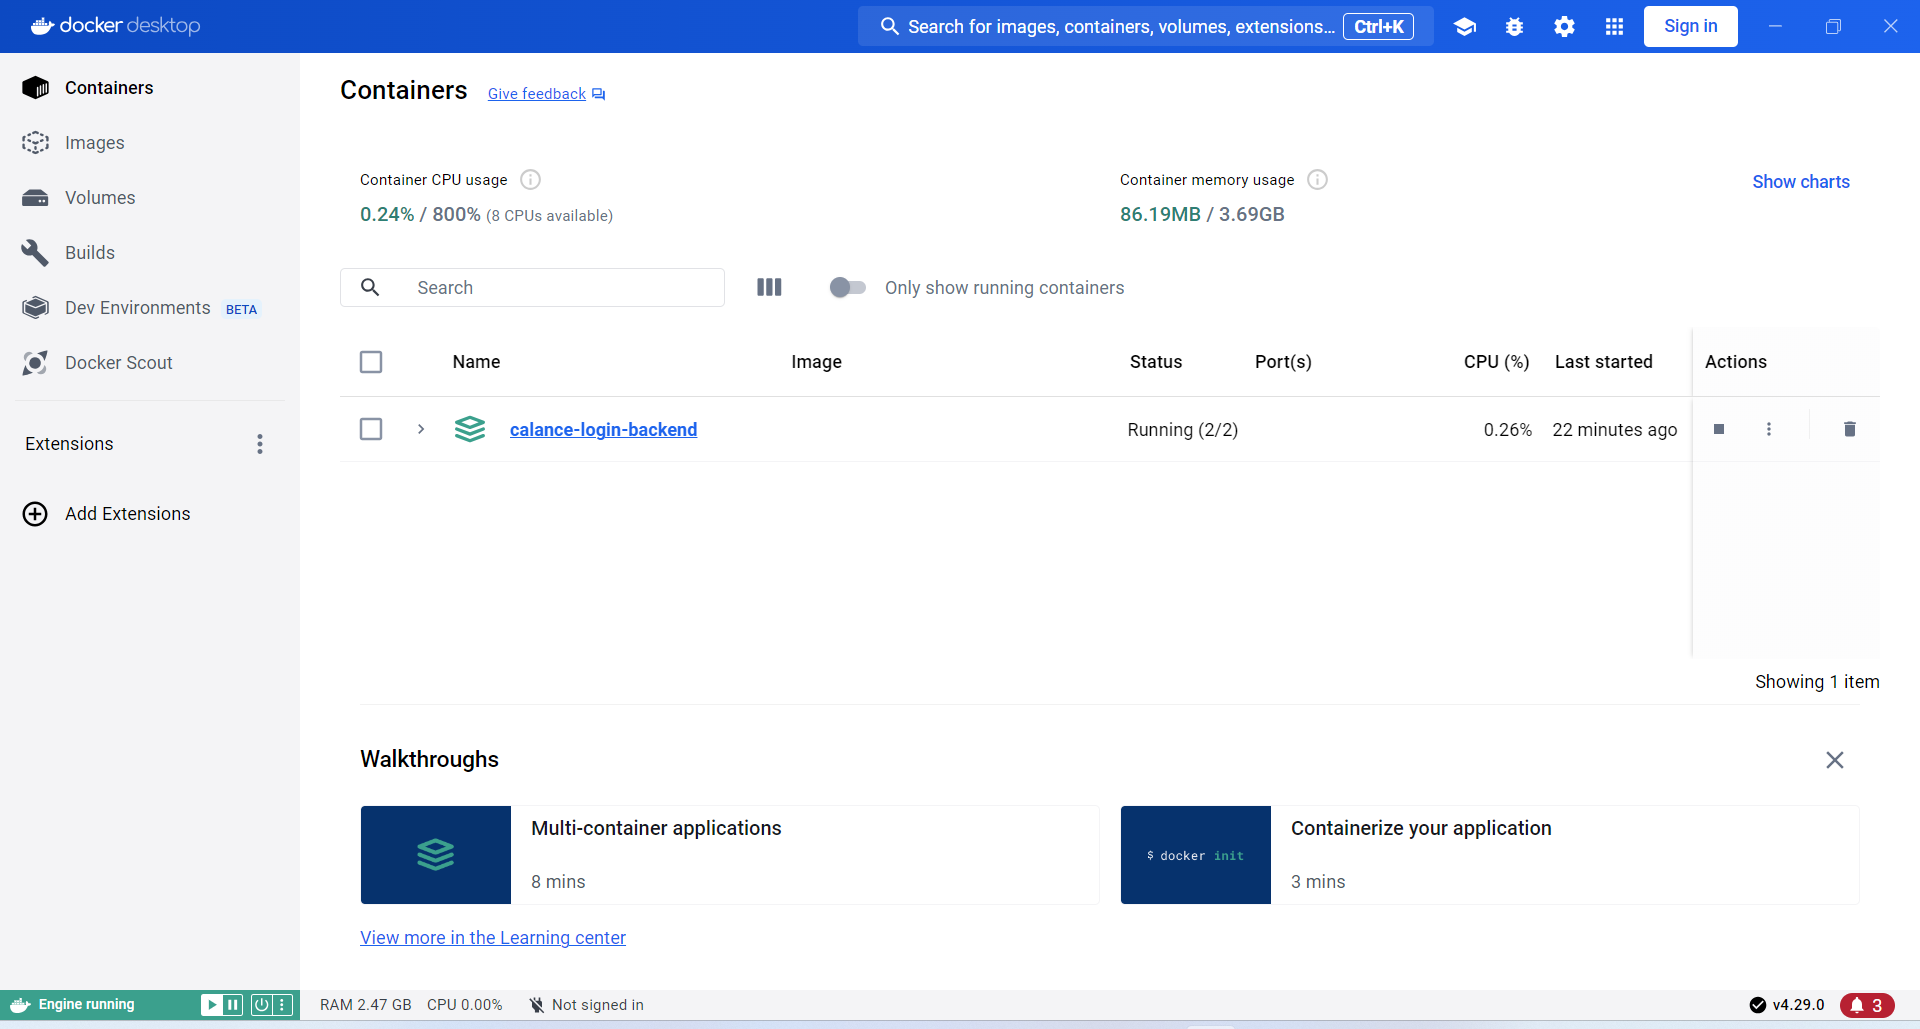 docker desktop
Search for images, containers, volumes, extensions... Ctrl+K
Sign in
Containers
Images
Volumes
Builds
Dev Environments BETA
Docker Scout
Extensions
Add Extensions
Containers Give feedback
Container CPU usage
0.24% / 800% (8 CPUs available)
Container memory usage
86.19MB / 3.69GB
Show charts
Search
Only show running containers
Name Image Status Port(s) CPU (%) Last started Actions
calance-login-backend Running (2/2) 0.26% 22 minutes ago
Showing 1 item
Walkthroughs
Multi-container applications
8 mins
$ docker init
Containerize your application
3 mins
View more in the Learning center
Engine running
RAM 2.47 GB CPU 0.00% Not signed in
v4.29.0
3